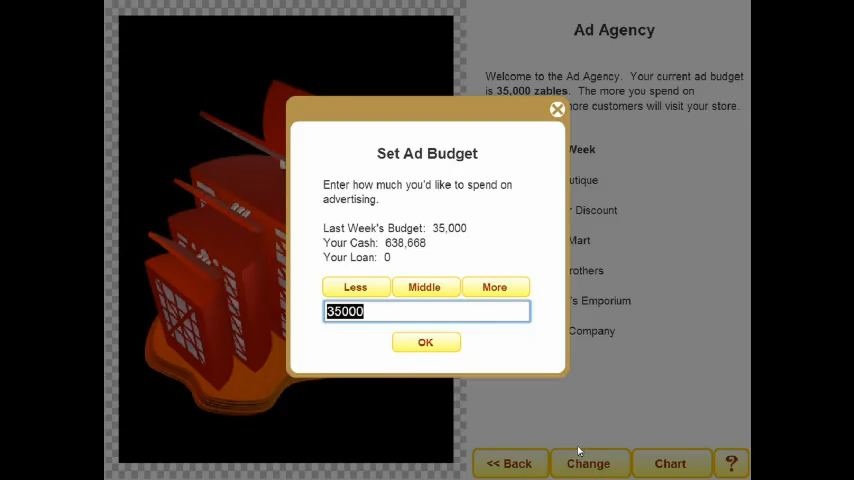 Ad Agency
Welcome to the Ad Agency. Your current ad budget
is 35,000 zables. The more you spend on
ore customers will visit your store.
Week
utique
r Discount
Mart
rothers
's Emporium
Company
Set Ad Budget
Enter how much you'd like to spend on
advertising.
Last Week's Budget: 35,000
Your Cash: 638,668
Your Loan: 0
Less Middle More
35000
OK
<< Back Change Chart ?